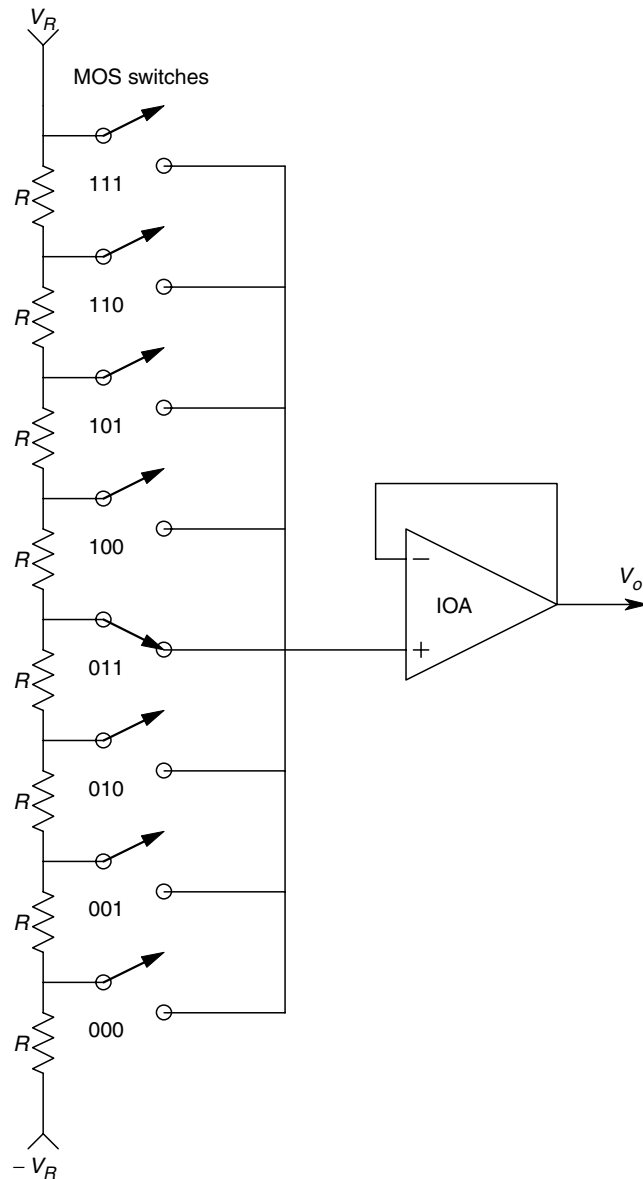 V_R
MOS switches
R
111
R
110
R
101
R
100
IOA
V_o
R
011
R
010
R
001
R
000
– V_R